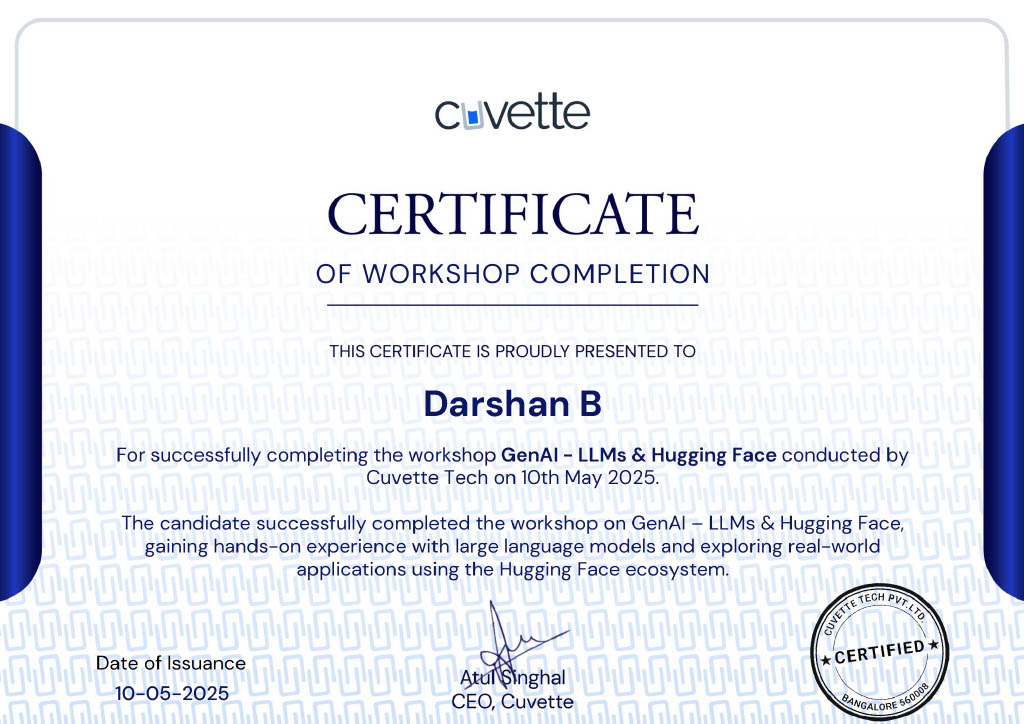 cuvette
CERTIFICATE
OF WORKSHOP COMPLETION
THIS CERTIFICATE IS PROUDLY PRESENTED TO
Darshan B
For successfully completing the workshop GenAI - LLMs & Hugging Face conducted by
Cuvette Tech on 10th May 2025.
The candidate successfully completed the workshop on GenAI – LLMs & Hugging Face,
gaining hands-on experience with large language models and exploring real-world
applications using the Hugging Face ecosystem.
Date of Issuance
10-05-2025
Atul Singhal
CEO, Cuvette
CUVETTE TECH PVT.LTD.
★ CERTIFIED ★
BANGALORE 560008